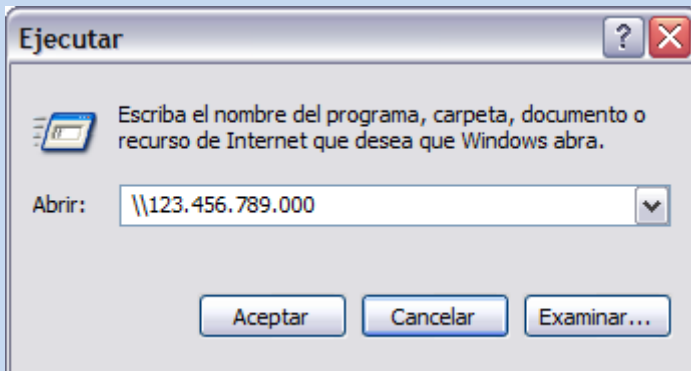 Ejecutar
Escriba el nombre del programa, carpeta, documento o
recurso de Internet que desea que Windows abra.
Abrir: \\123.456.789.000
Aceptar Cancelar Examinar...